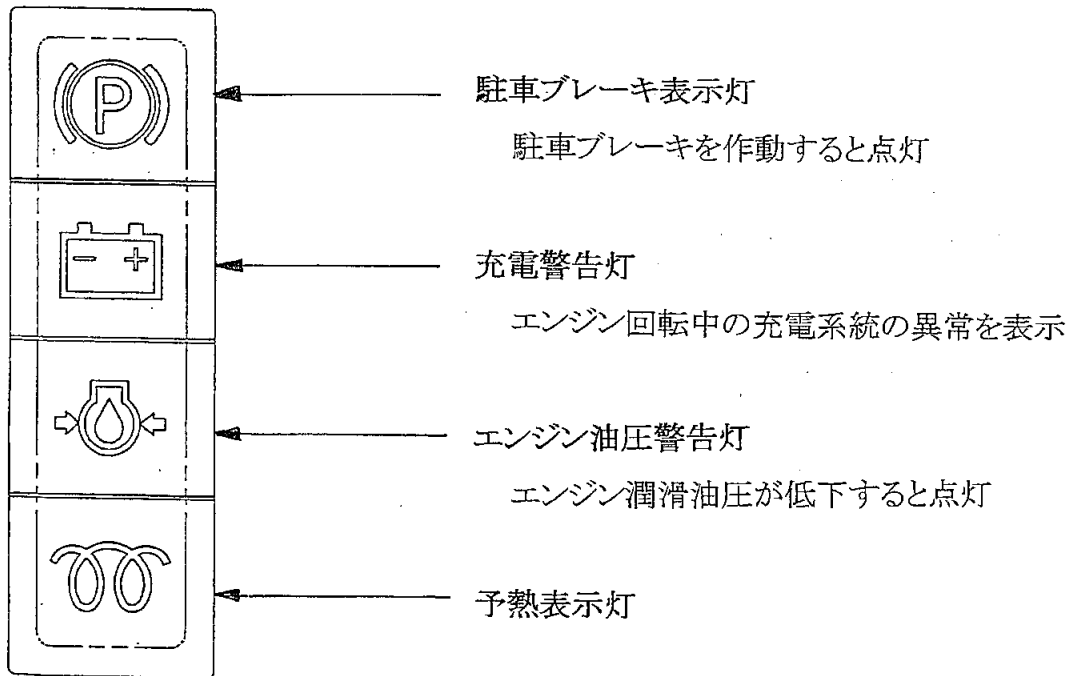 P
駐車ブレーキ表示灯
駐車ブレーキを作動すると点灯
- +
充電警告灯
エンジン回転中の充電系統の異常を表示
エンジン油圧警告灯
エンジン潤滑油圧が低下すると点灯
予熱表示灯